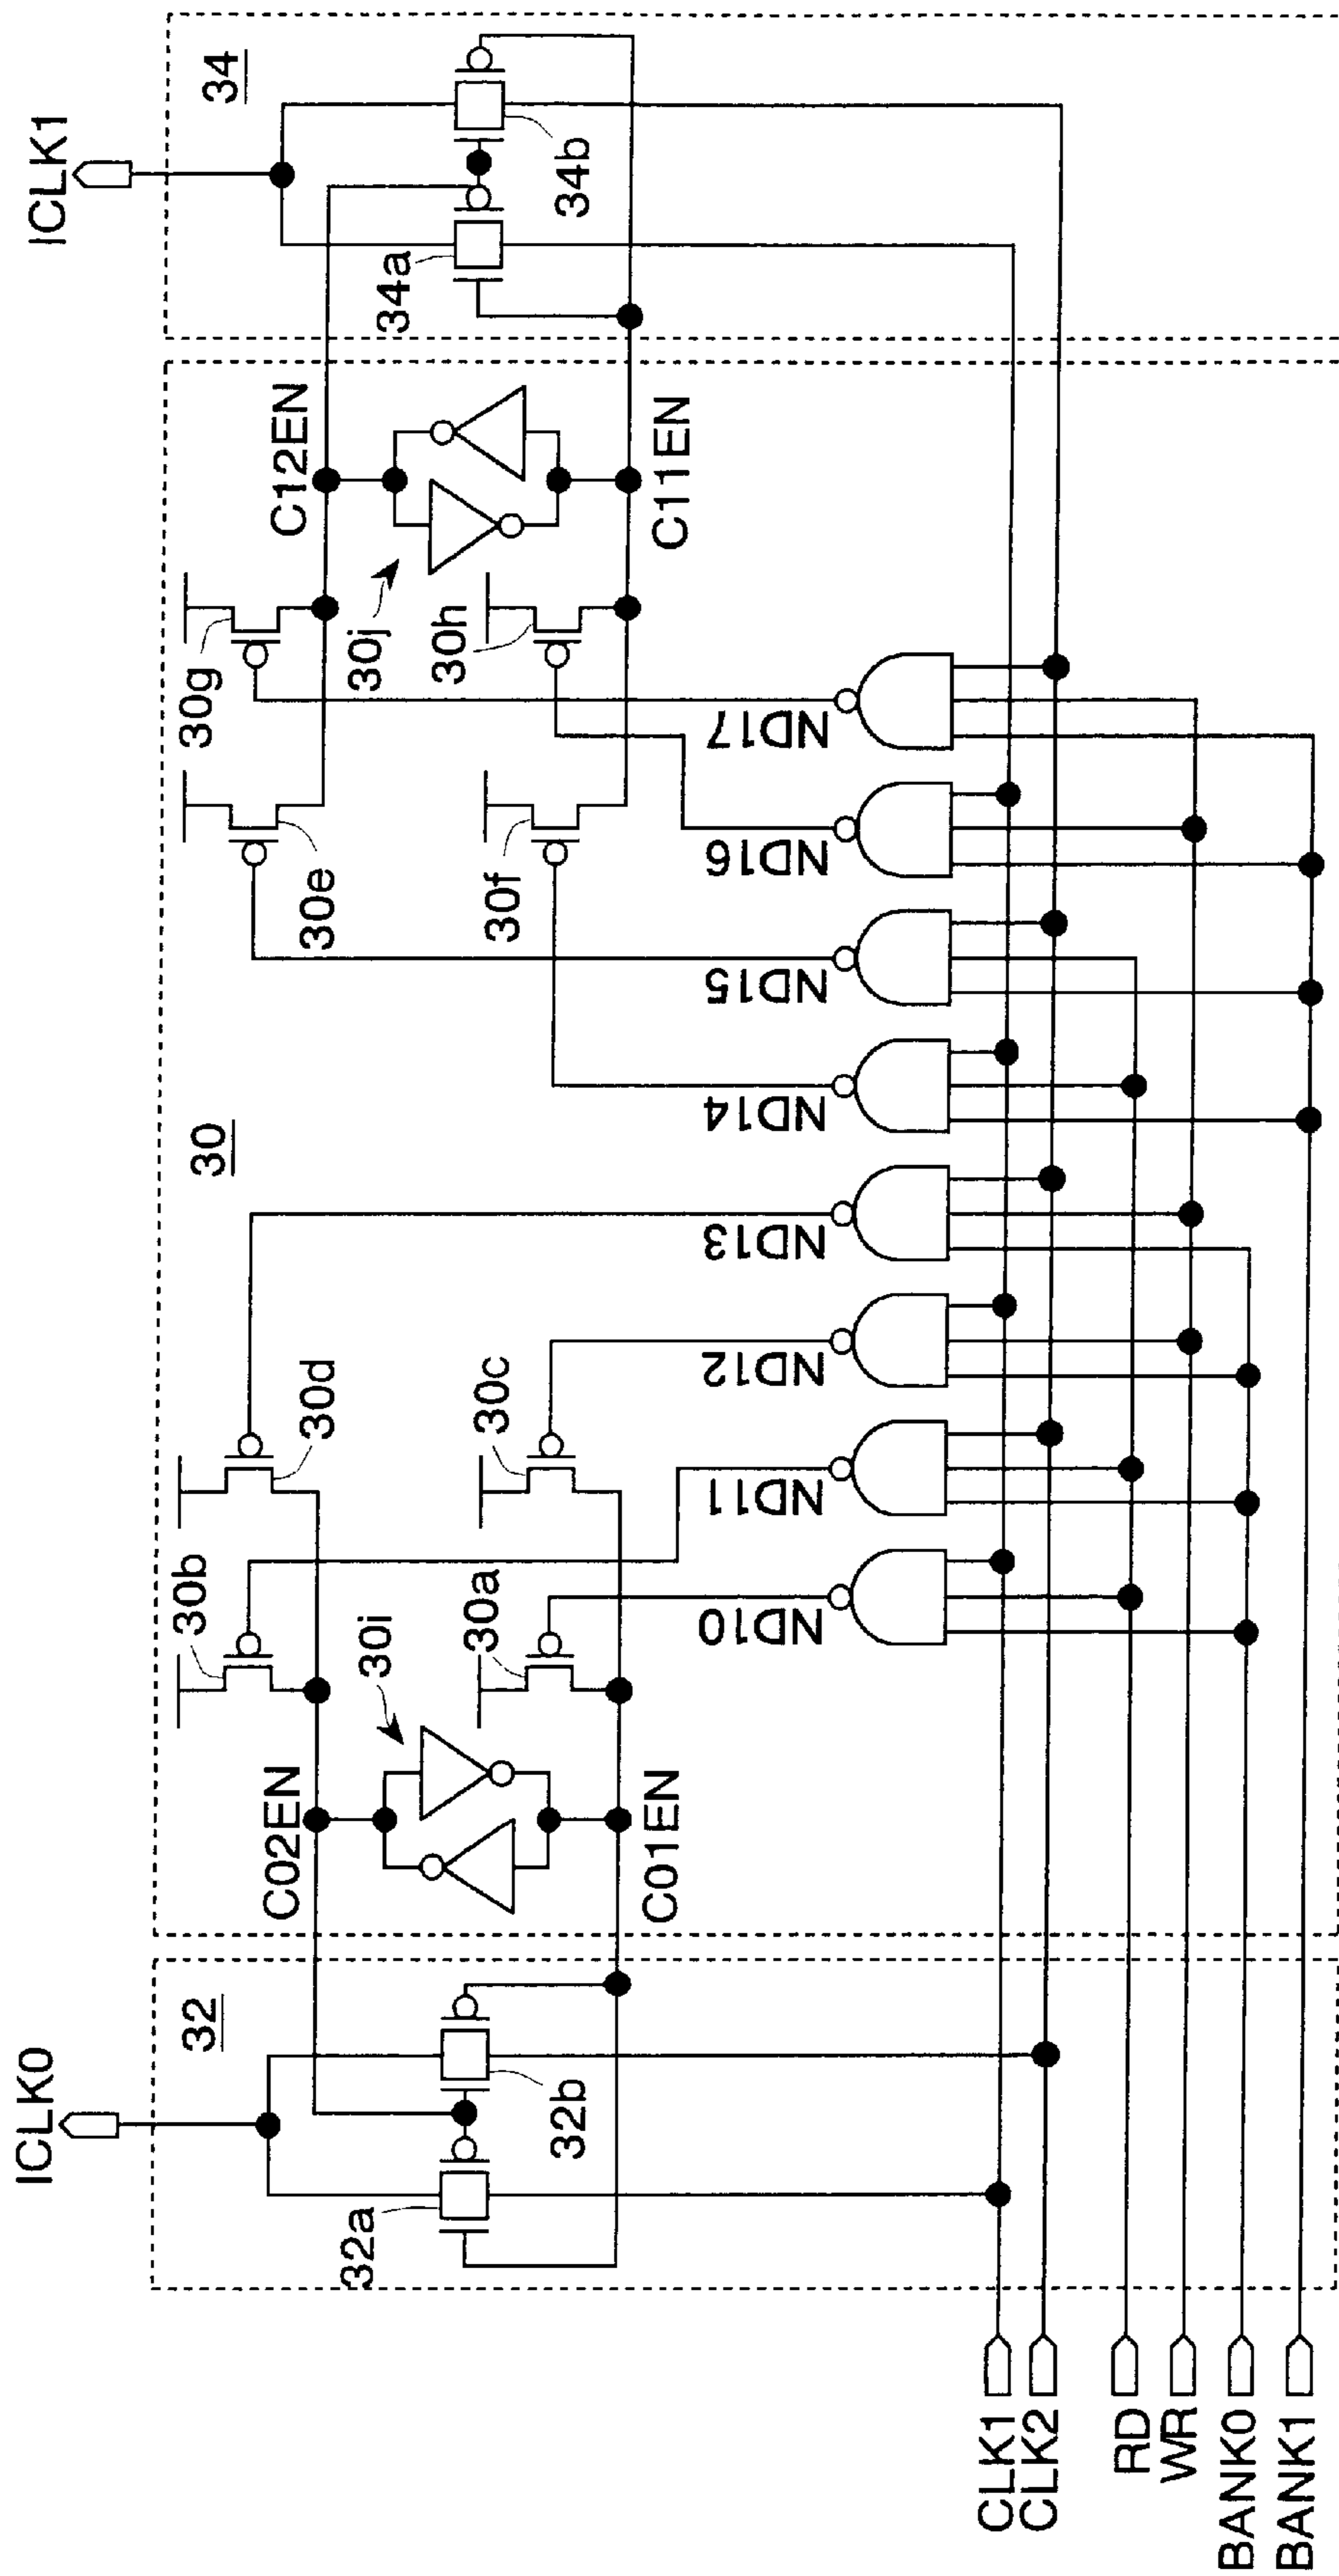 ICLK0
ICLK1
32
30
34
C02EN
30b
30d
30e
30g
C12EN
30i
30j
32a
32b
C01EN
30a
30c
30f
30h
C11EN
34a
34b
ND10
ND11
ND12
ND13
ND14
ND15
ND16
ND17
CLK1
CLK2
RD
WR
BANK0
BANK1